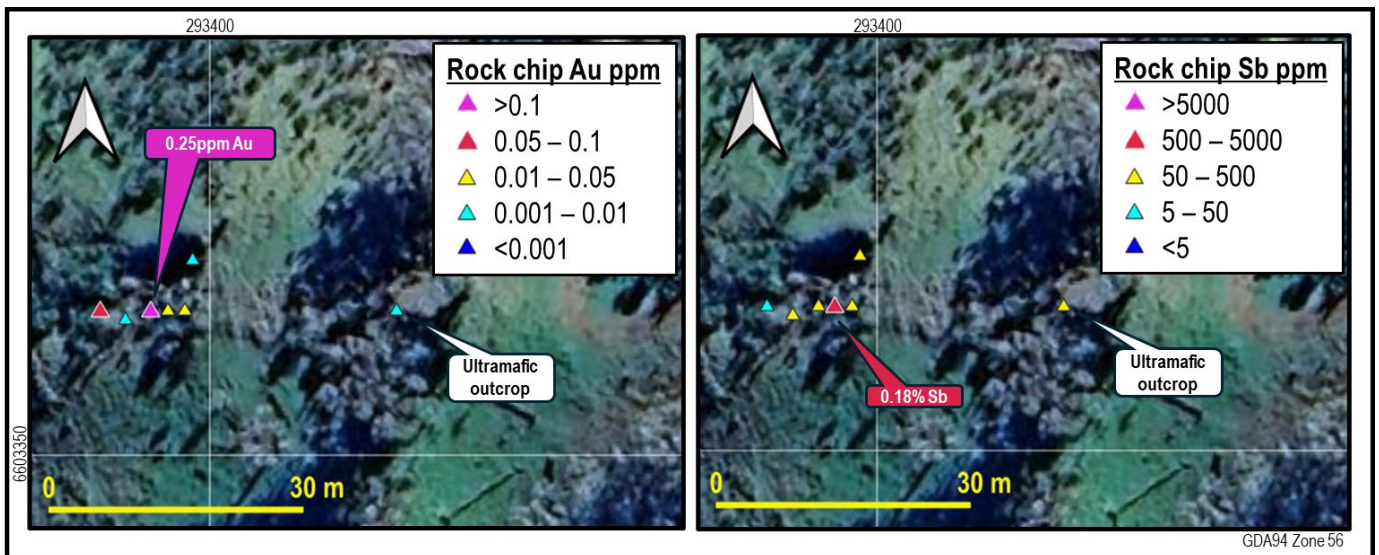 293400
Rock chip Au ppm
>0.1
0.05 – 0.1
0.01 – 0.05
0.001 – 0.01
<0.001
0.25ppm Au
Ultramafic
outcrop
6603350
0
30 m
293400
Rock chip Sb ppm
>5000
500 – 5000
50 – 500
5 – 50
<5
Ultramafic
outcrop
0.18% Sb
0
30 m
GDA94 Zone 56